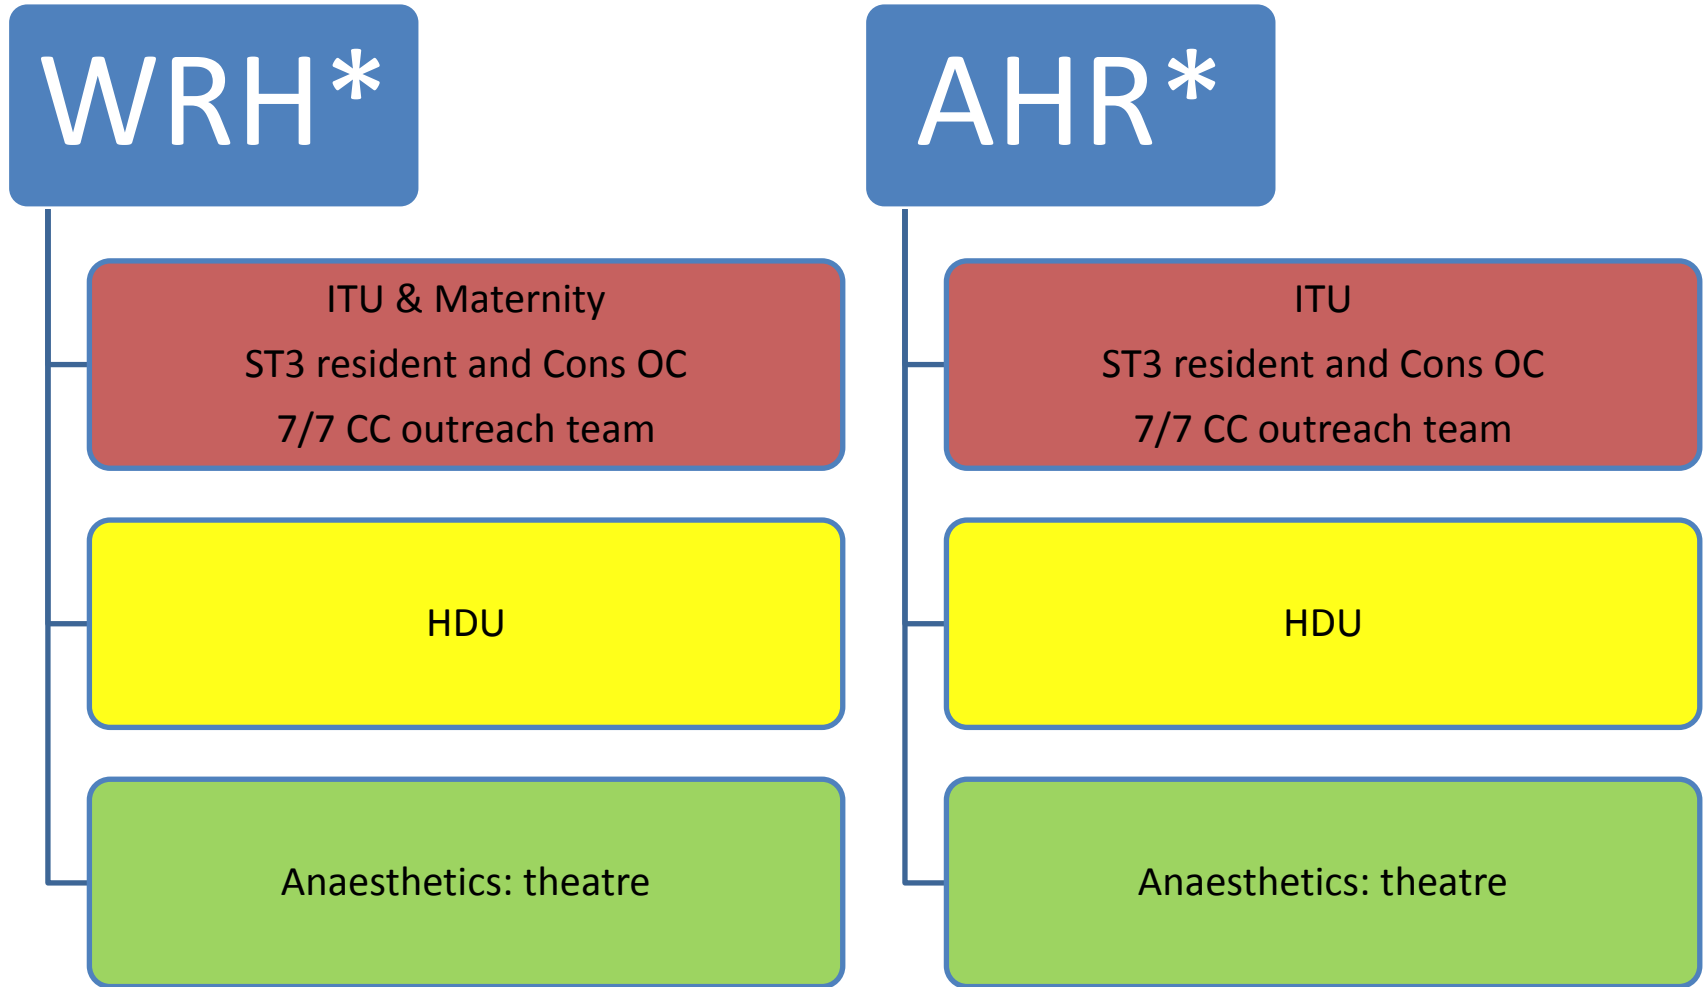 WRH*
ITU & Maternity
ST3 resident and Cons OC
7/7 CC outreach team
HDU
Anaesthetics: theatre
AHR*
ITU
ST3 resident and Cons OC
7/7 CC outreach team
HDU
Anaesthetics: theatre